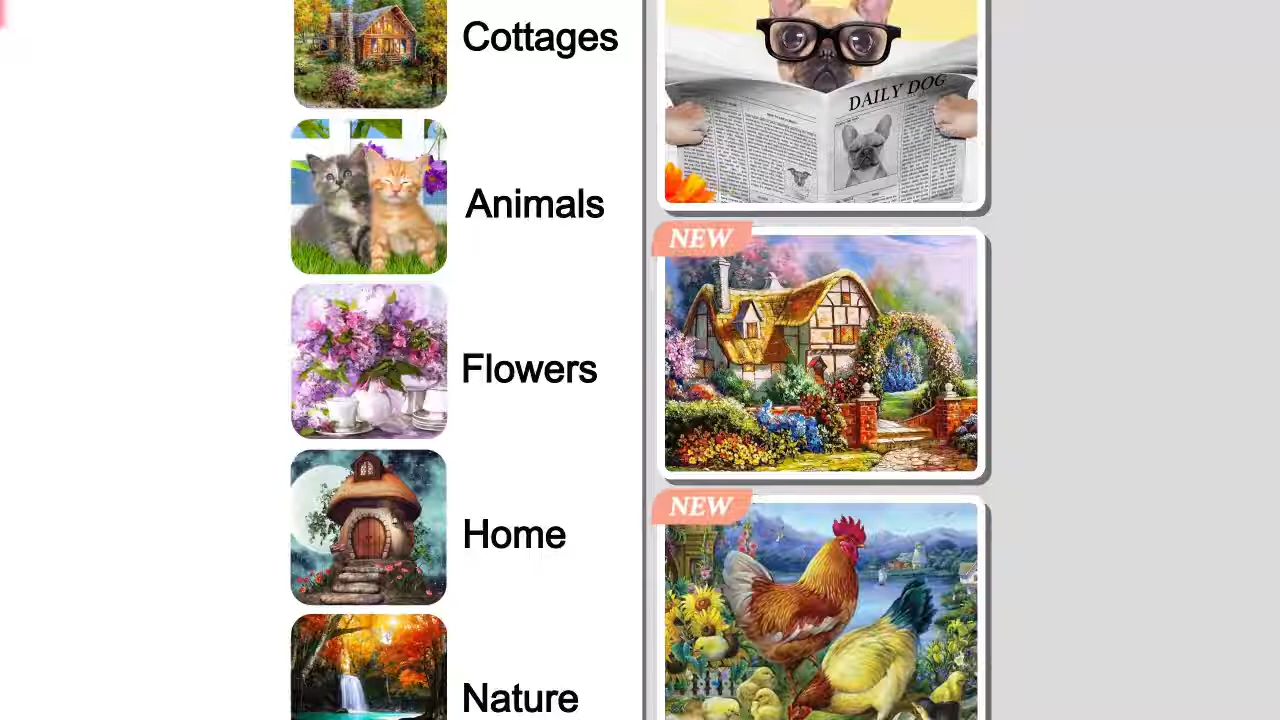 Cottages
Animals
Flowers
Home
Nature
DAILY DOG
NEW
NEW